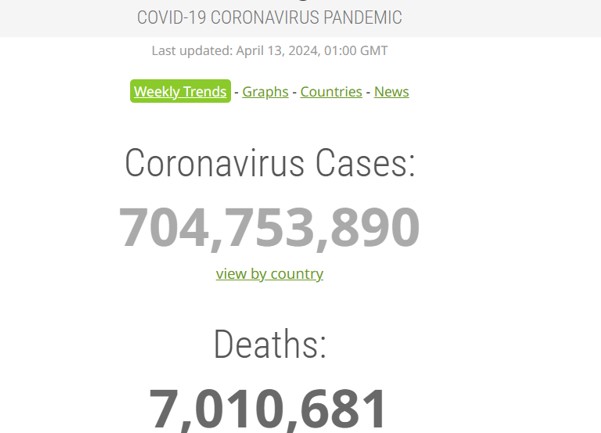 COVID-19 CORONAVIRUS PANDEMIC
Last updated: April 13, 2024, 01:00 GMT
Weekly Trends - Graphs - Countries - News
Coronavirus Cases:
704,753,890
view by country
Deaths:
7,010,681